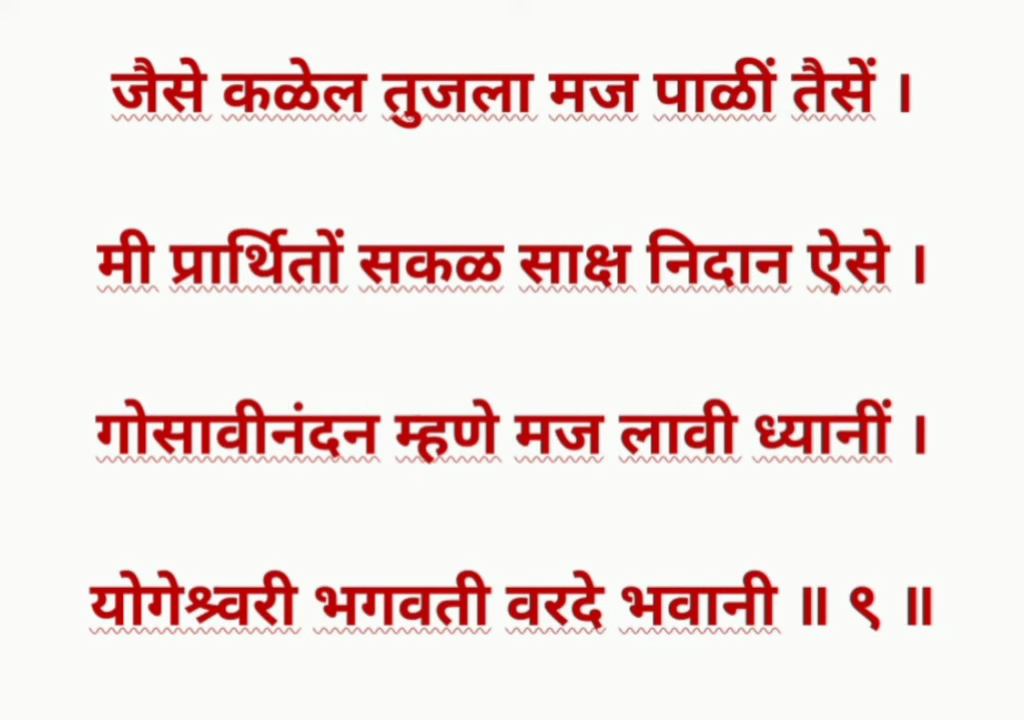 जैसे कळेल तुजला मज पाळीं तैसें ।
मी प्रार्थितों सकळ साक्ष निदान ऐसे ।
गोसावीनंदन म्हणे मज लावी ध्यानीं ।
योगेश्र्वरी भगवती वरदे भवानी ॥ ९ ॥